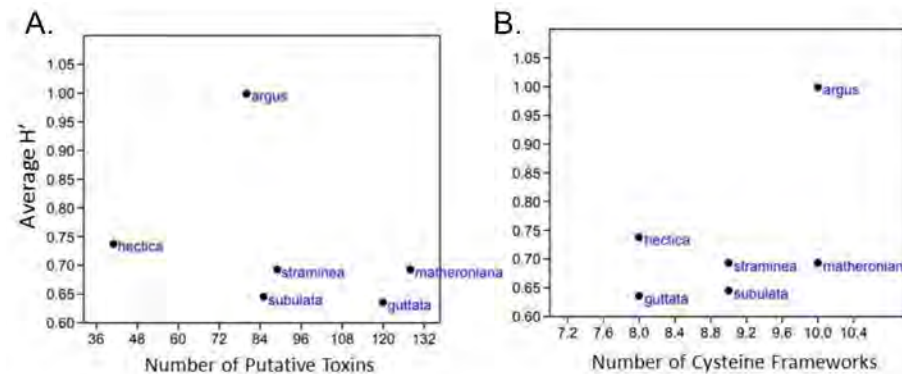 A.
1.05
1.00
0.95
0.90
0.85
0.80
0.75
0.70
0.65
0.60
Average H'
argus
hectica
straminea
matheroniana
subulata
guttata
36 48 60 72 84 96 108 120 132
Number of Putative Toxins
B.
1.05
1.00
0.95
0.90
0.85
0.80
0.75
0.70
0.65
0.60
argus
hectica
straminea
matheroniana
guttata
subulata
7.2 7.6 8.0 8.4 8.8 9.2 9.6 10.0 10.4
Number of Cysteine Frameworks